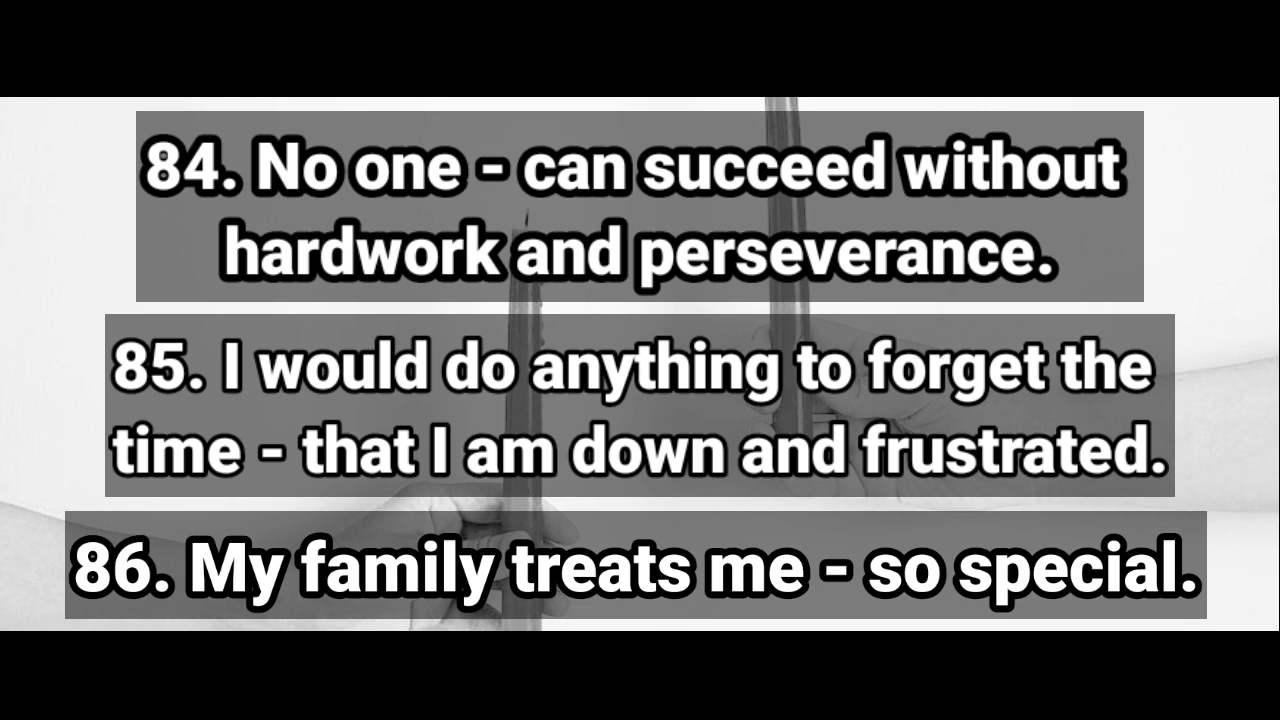 84. No one - can succeed without
hardwork and perseverance.
85. I would do anything to forget the
time - that I am down and frustrated.
86. My family treats me - so special.